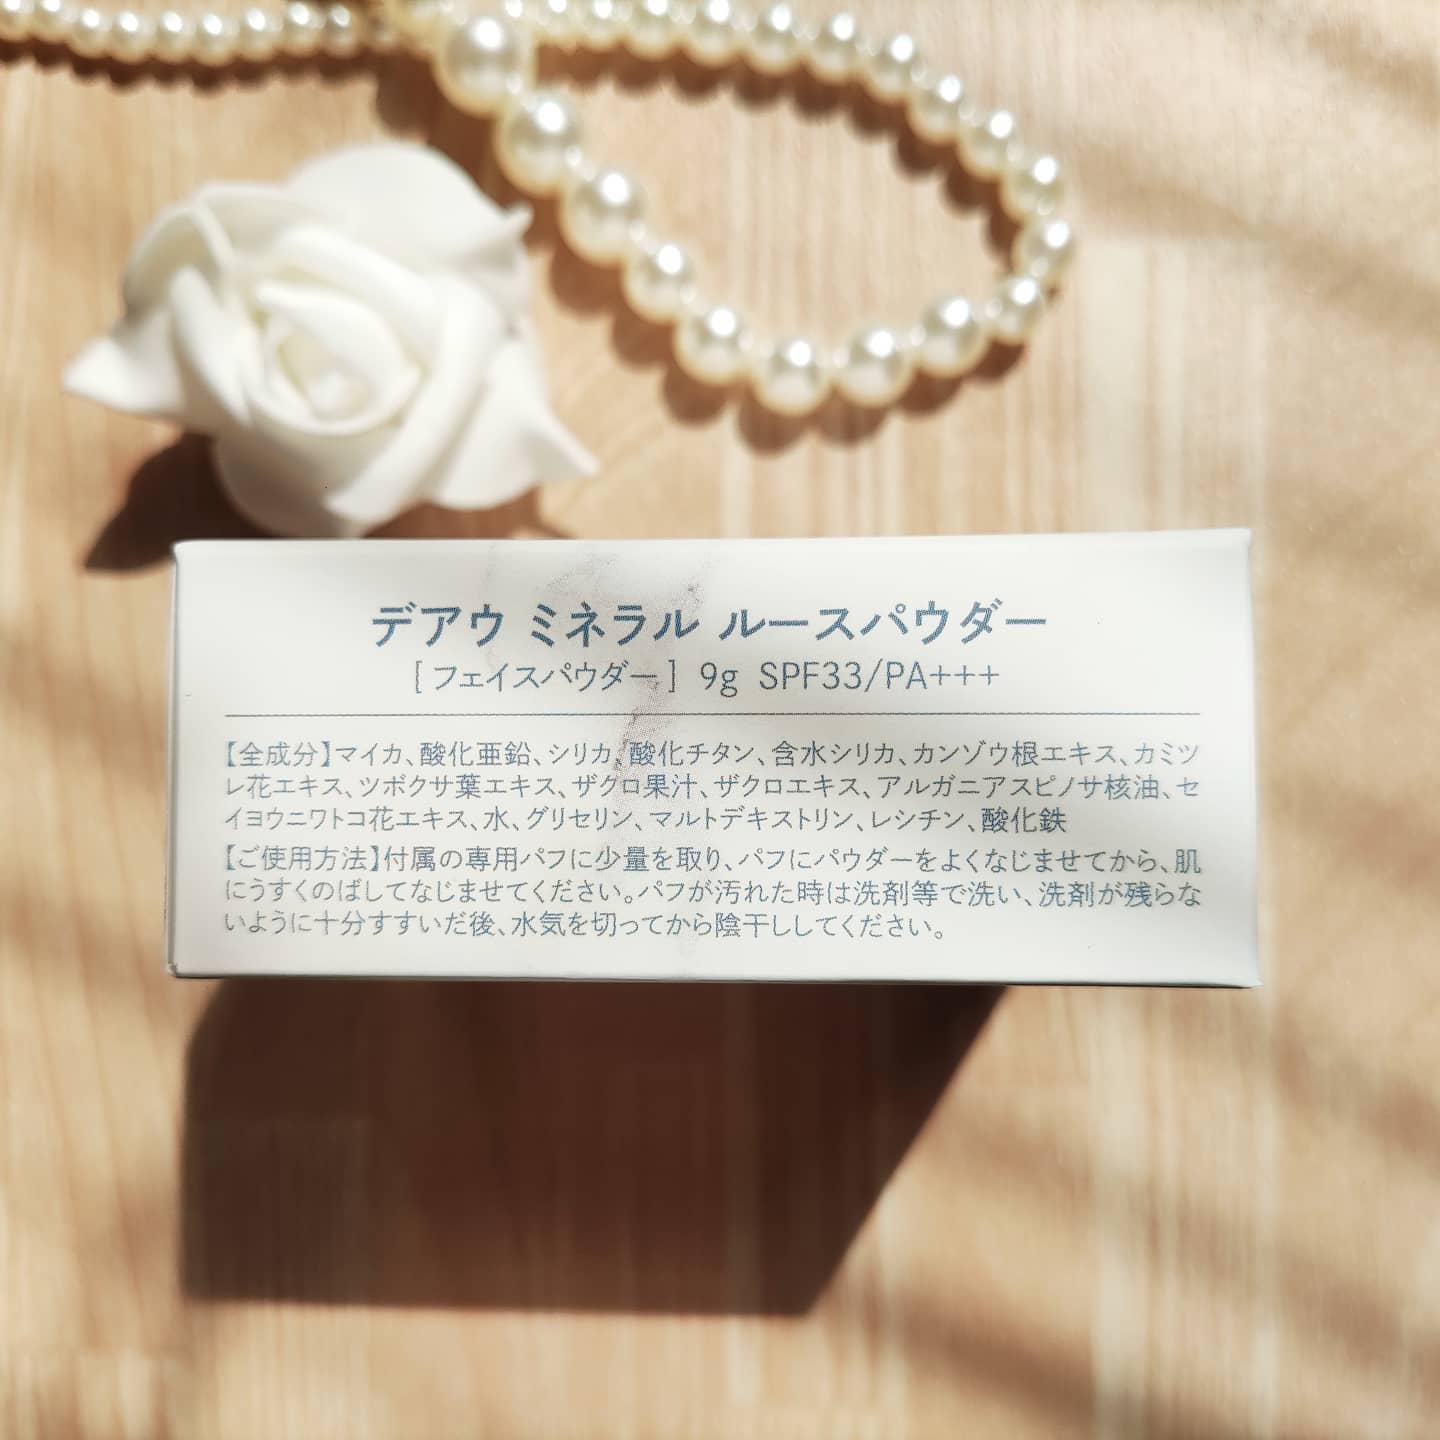 デアウ ミネラル ルースパウダー
[ フェイスパウダー ] 9g SPF33/PA+++
【全成分】マイカ、酸化亜鉛、シリカ、酸化チタン、含水シリカ、カンゾウ根エキス、カミツ
レ花エキス、ツボクサ葉エキス、ザクロ果汁、ザクロエキス、アルガニアスピノサ核油、セ
イヨウニワトコ花エキス、水、グリセリン、マルトデキストリン、レシチン、酸化鉄
【ご使用方法】付属の専用パフに少量を取り、パフにパウダーをよくなじませてから、肌
にうすくのばしてなじませてください。パフが汚れた時は洗剤等で洗い、洗剤が残らな
いように十分すすいだ後、水気を切ってから陰干ししてください。